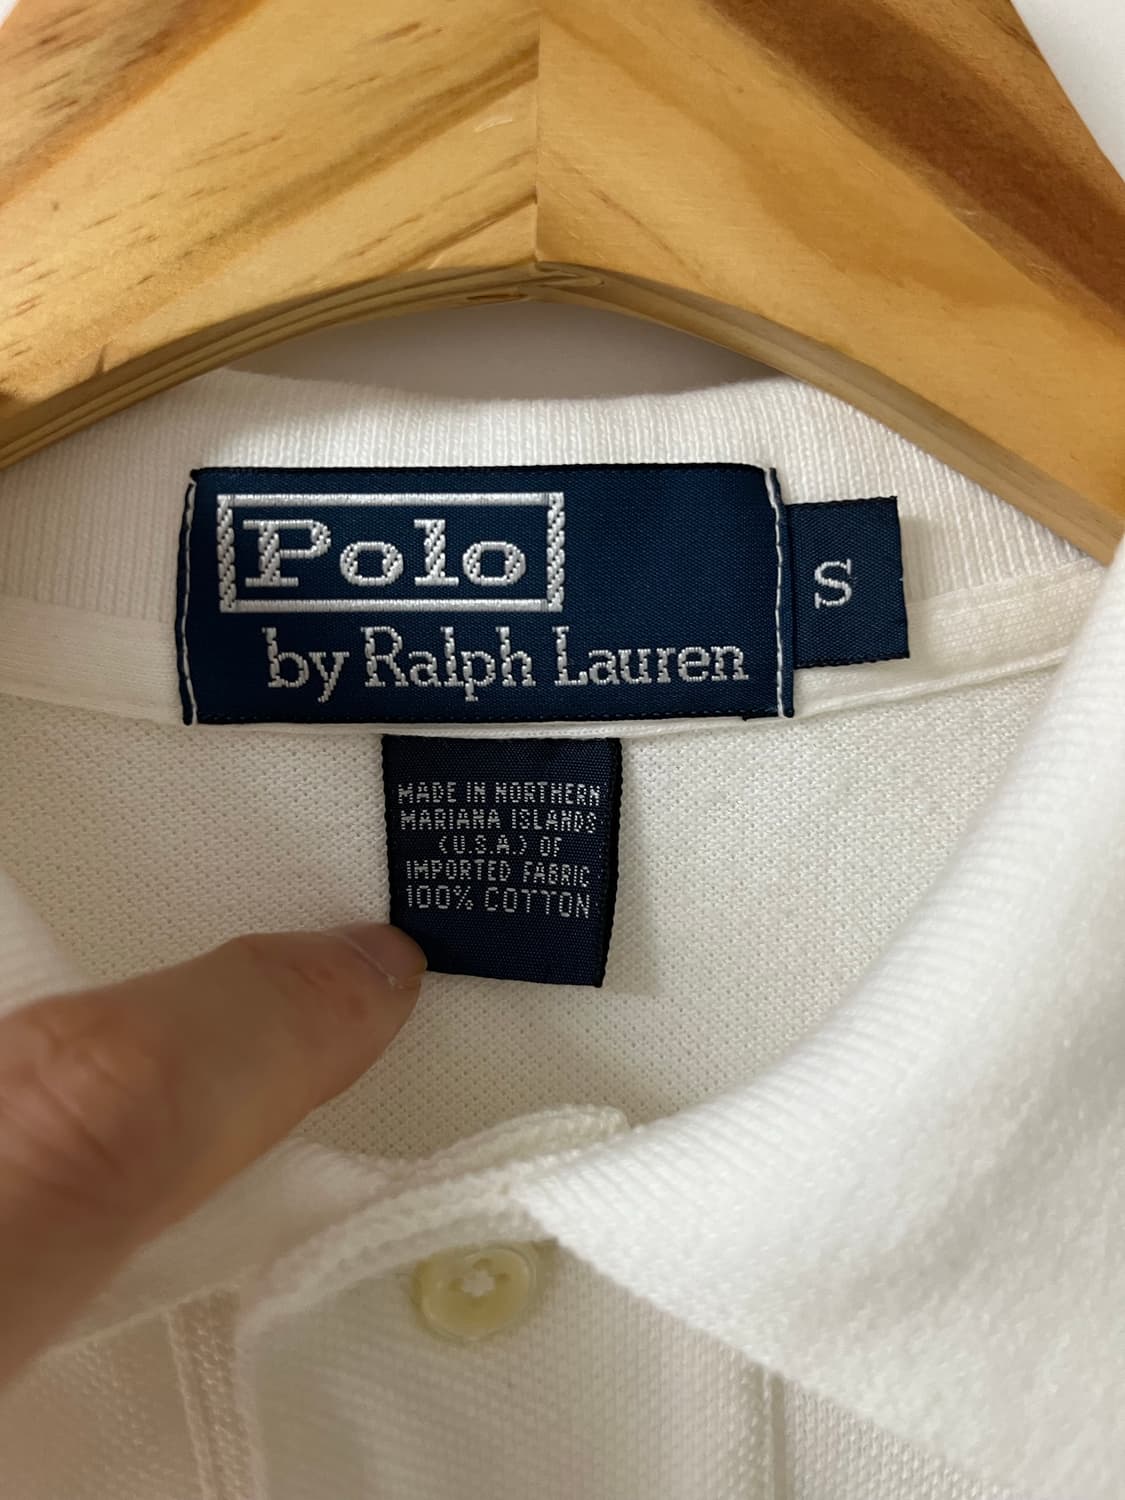 Polo
by Ralph Lauren
S
MADE IN NORTHERN
MARIANA ISLANDS
(U.S.A.) OF
IMPORTED FABRIC
100% COTTON